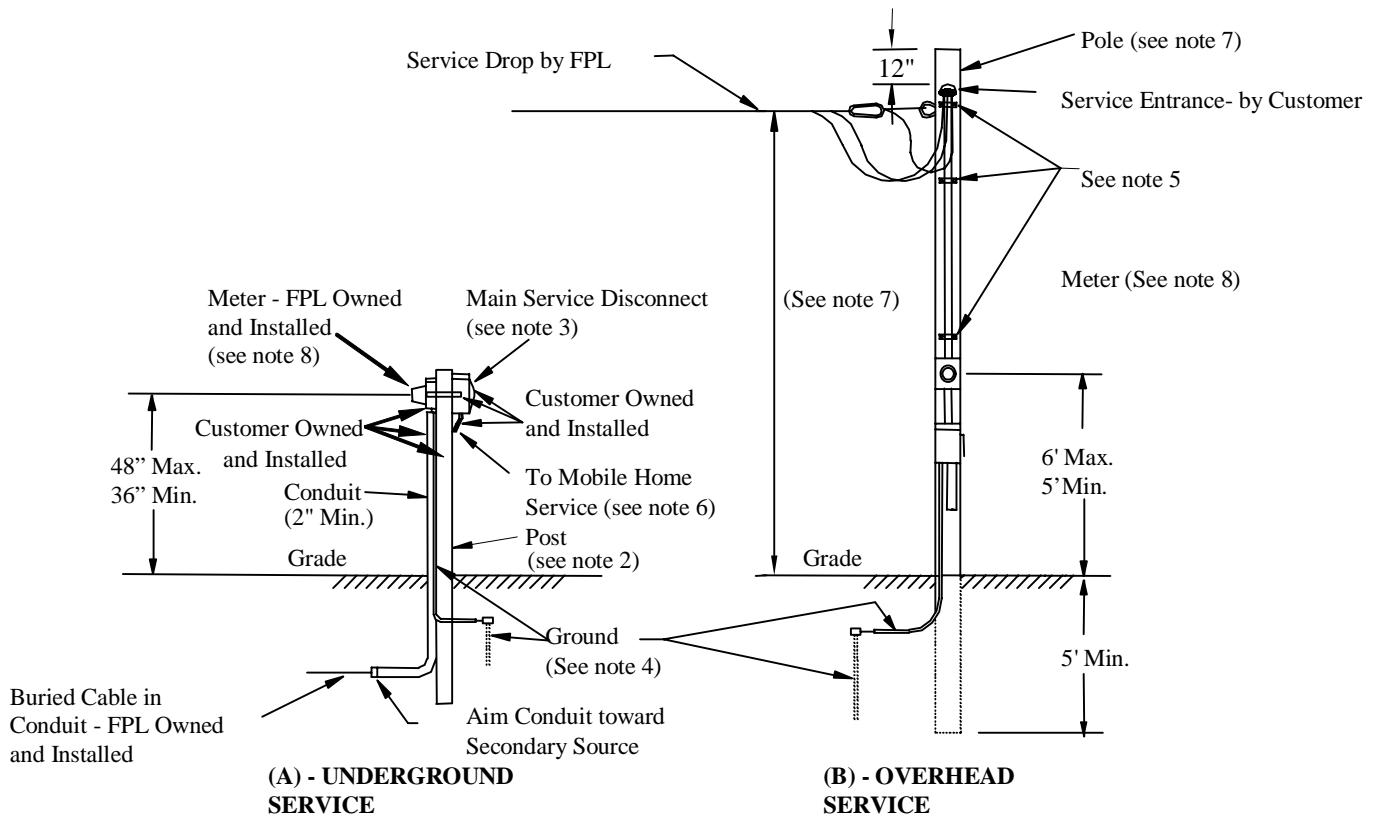 Service Drop by FPL
12"
Pole (see note 7)
Service Entrance- by Customer
See note 5
Meter (See note 8)
(See note 7)
6' Max.
5’Min.
Grade
5' Min.
Meter - FPL Owned
and Installed
(see note 8)
Main Service Disconnect
(see note 3)
Customer Owned
and Installed
Customer Owned
and Installed
48” Max.
36” Min.
Conduit
(2" Min.)
To Mobile Home
Service (see note 6)
Post
(see note 2)
Grade
Ground
(See note 4)
Buried Cable in
Conduit - FPL Owned
and Installed
Aim Conduit toward
Secondary Source
(A) - UNDERGROUND
SERVICE
(B) - OVERHEAD
SERVICE